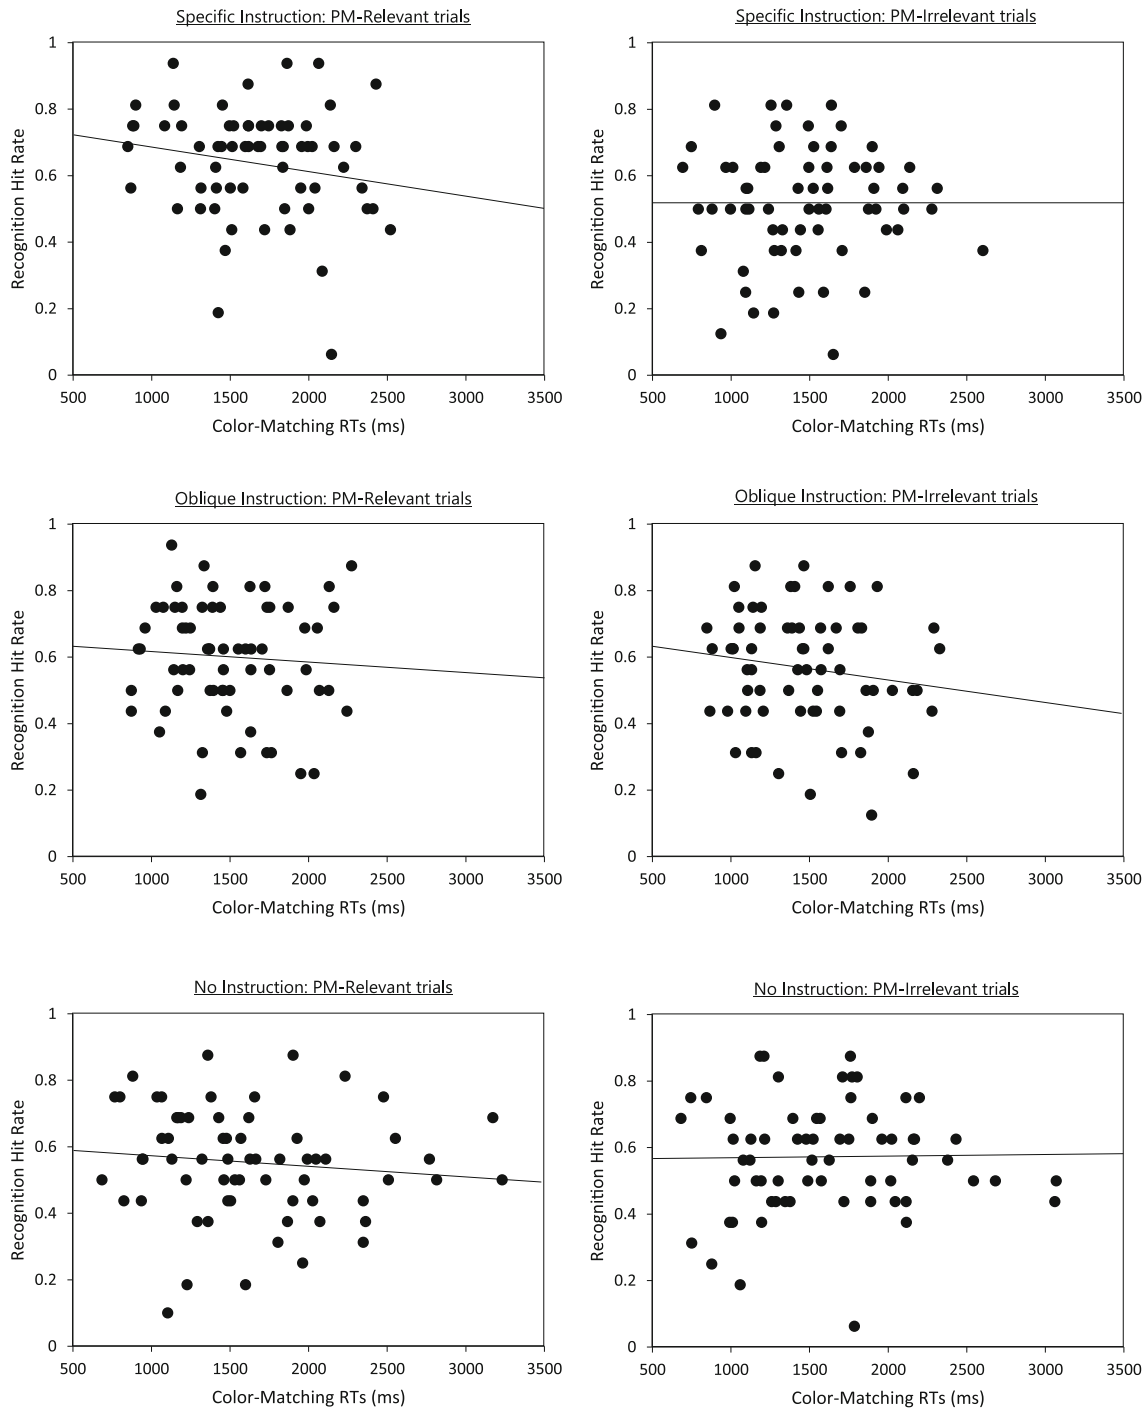 Specific Instruction: PM-Relevant trials
1
0.8
0.6
0.4
0.2
0
Recognition Hit Rate
500 1000 1500 2000 2500 3000 3500
Color-Matching RTs (ms)
Specific Instruction: PM-Irrelevant trials
1
0.8
0.6
0.4
0.2
0
Recognition Hit Rate
500 1000 1500 2000 2500 3000 3500
Color-Matching RTs (ms)
Oblique Instruction: PM-Relevant trials
1
0.8
0.6
0.4
0.2
0
Recognition Hit Rate
500 1000 1500 2000 2500 3000 3500
Color-Matching RTs (ms)
Oblique Instruction: PM-Irrelevant trials
1
0.8
0.6
0.4
0.2
0
Recognition Hit Rate
500 1000 1500 2000 2500 3000 3500
Color-Matching RTs (ms)
No Instruction: PM-Relevant trials
1
0.8
0.6
0.4
0.2
0
Recognition Hit Rate
500 1000 1500 2000 2500 3000 3500
Color-Matching RTs (ms)
No Instruction: PM-Irrelevant trials
1
0.8
0.6
0.4
0.2
0
Recognition Hit Rate
500 1000 1500 2000 2500 3000 3500
Color-Matching RTs (ms)